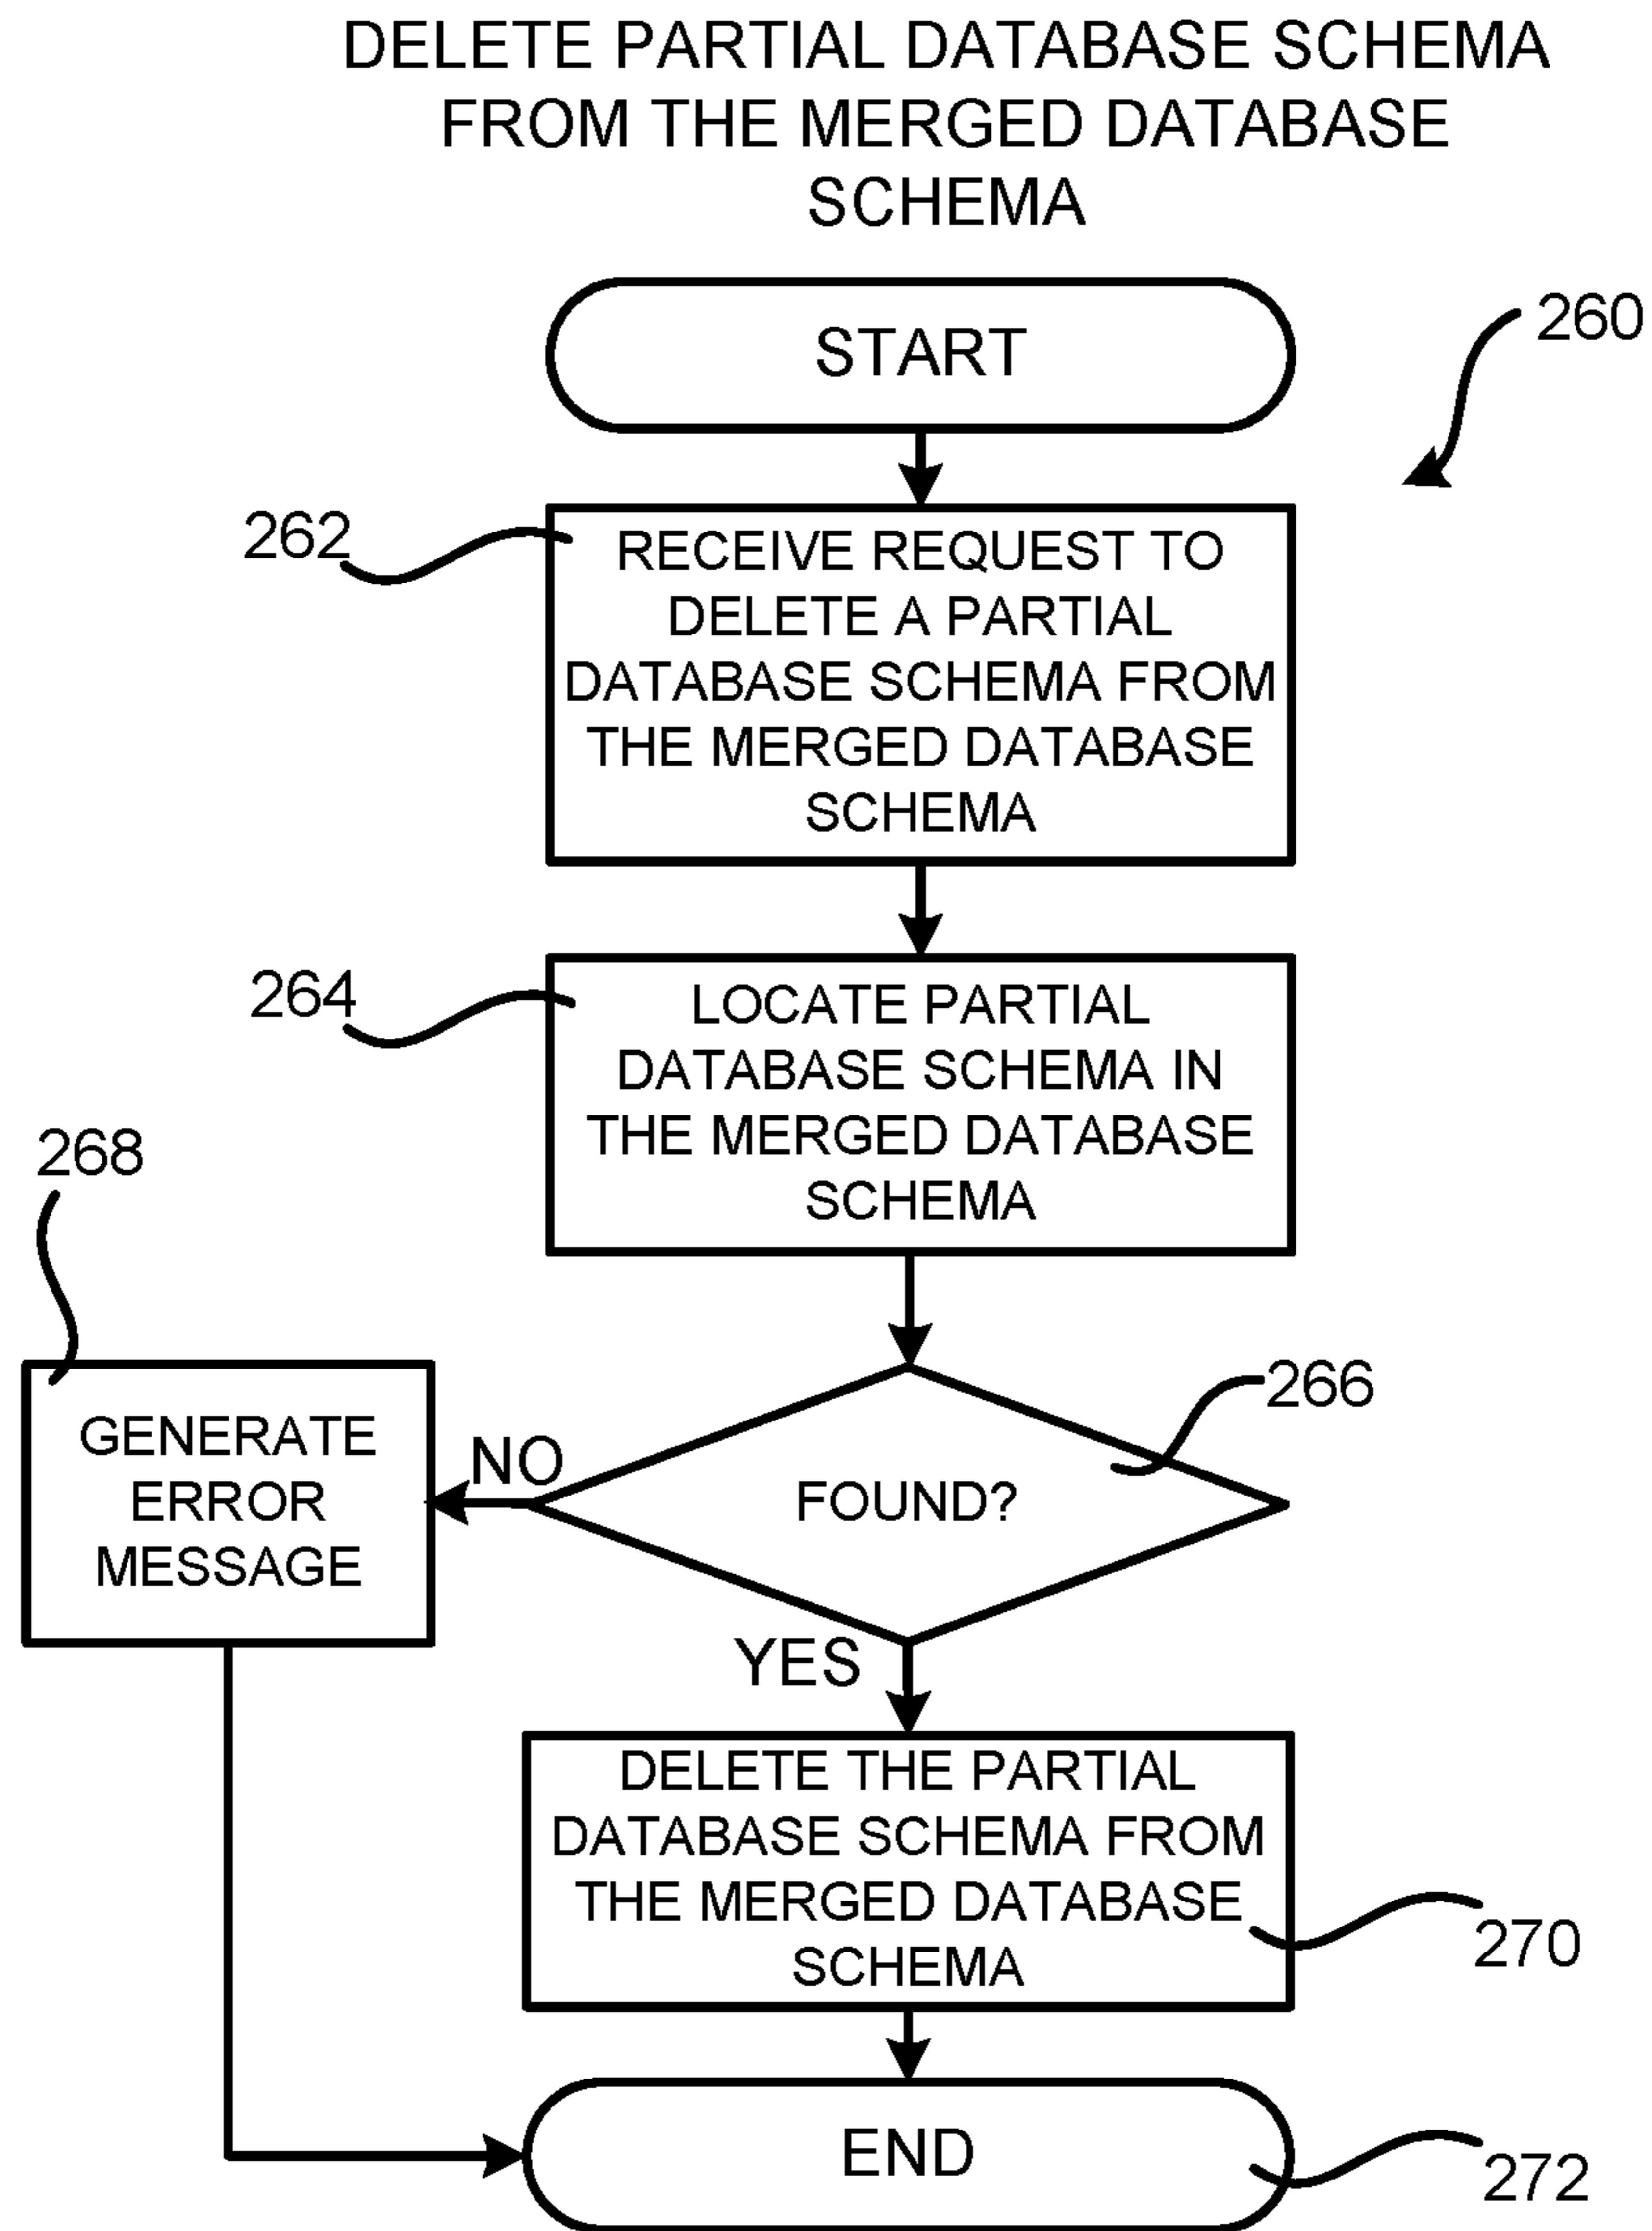 DELETE PARTIAL DATABASE SCHEMA
FROM THE MERGED DATABASE
SCHEMA
START
260
262
RECEIVE REQUEST TO
DELETE A PARTIAL
DATABASE SCHEMA FROM
THE MERGED DATABASE
SCHEMA
264
LOCATE PARTIAL
DATABASE SCHEMA IN
THE MERGED DATABASE
SCHEMA
268
266
GENERATE
ERROR
MESSAGE
NO
FOUND?
YES
DELETE THE PARTIAL
DATABASE SCHEMA FROM
THE MERGED DATABASE
SCHEMA
270
END
272